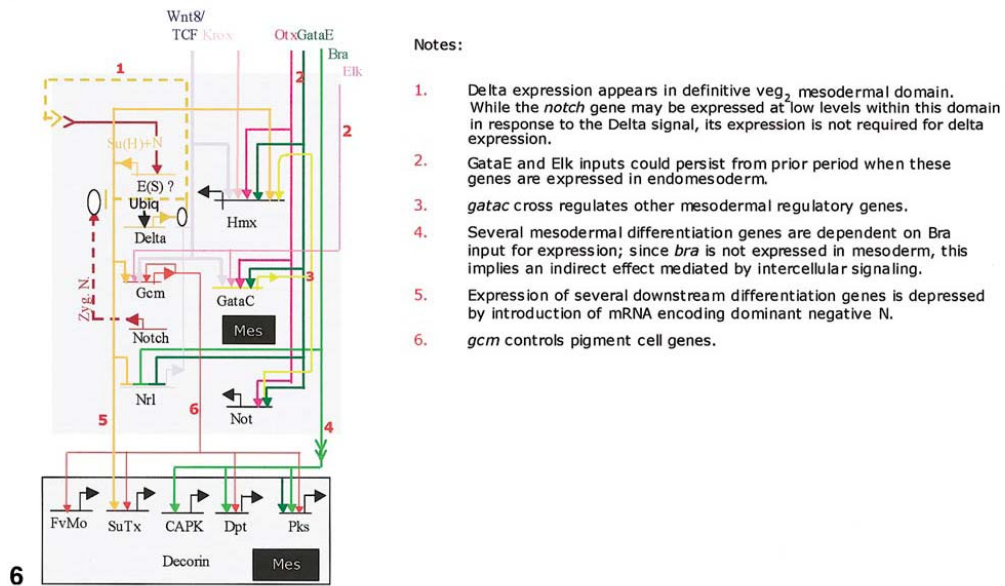 Wnt8/
TCF Krox OtxGataE
Bra
Elk
1
2
2
Su(H)+N
E(S) ?
Ubiq
Delta
Hmx
3
Gcm
GataC
Zyg. N.
Notch
Mes
Nrl
Not
5
6
4
FvMo SuTx CAPK Dpt Pks
Decorin
Mes
6
Notes:
1. Delta expression appears in definitive veg2 mesodermal domain.
While the notch gene may be expressed at low levels within this domain
in response to the Delta signal, its expression is not required for delta
expression.
2. GataE and Elk inputs could persist from prior period when these
genes are expressed in endomesoderm.
3. gatac cross regulates other mesodermal regulatory genes.
4. Several mesodermal differentiation genes are dependent on Bra
input for expression; since bra is not expressed in mesoderm, this
implies an indirect effect mediated by intercellular signaling.
5. Expression of several downstream differentiation genes is depressed
by introduction of mRNA encoding dominant negative N.
6. gcm controls pigment cell genes.